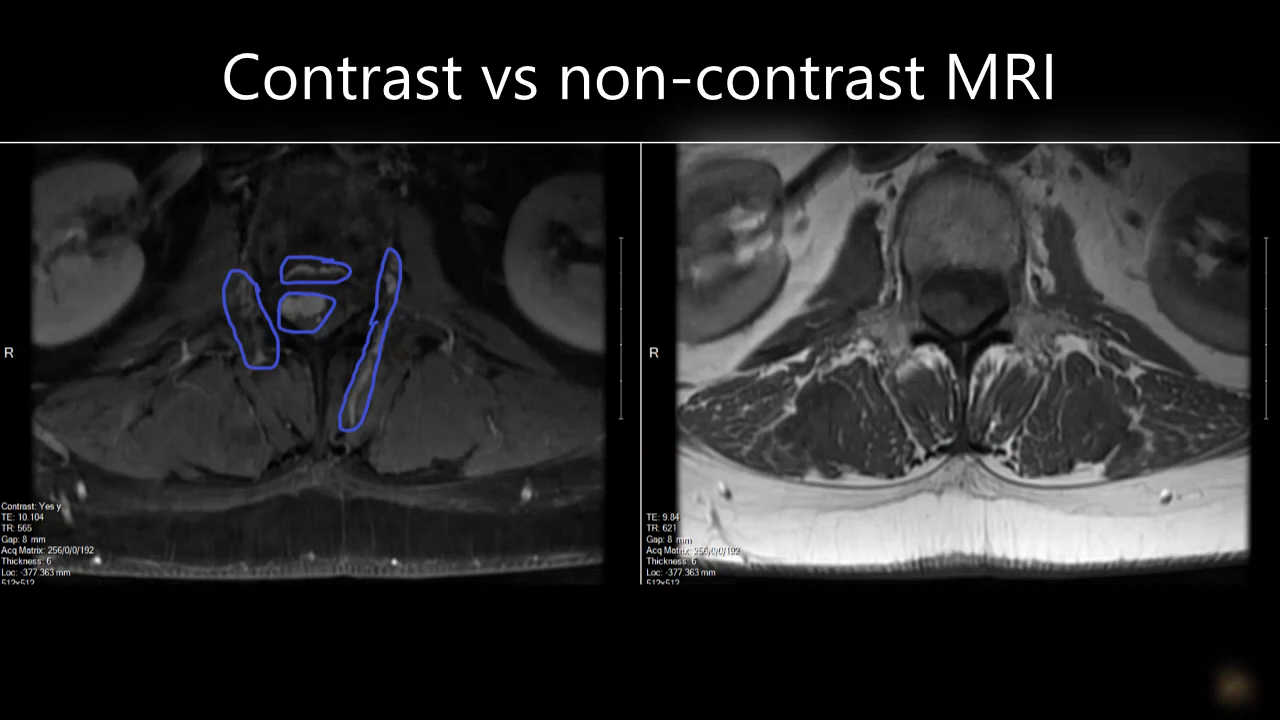 Contrast vs non-contrast MRI
R
R
Contrast: Yes y
TE: 10.104
TR: 565
Gap: 8 mm
Acq Matrix: 256/0/0/192
Thickness: 6
Loc: -377.363 mm
512x512
TE: 9.84
TR: 621
Gap: 8 mm
Acq Matrix: 256/0/0/192
Thickness: 6
Loc: -377.363 mm
512x512